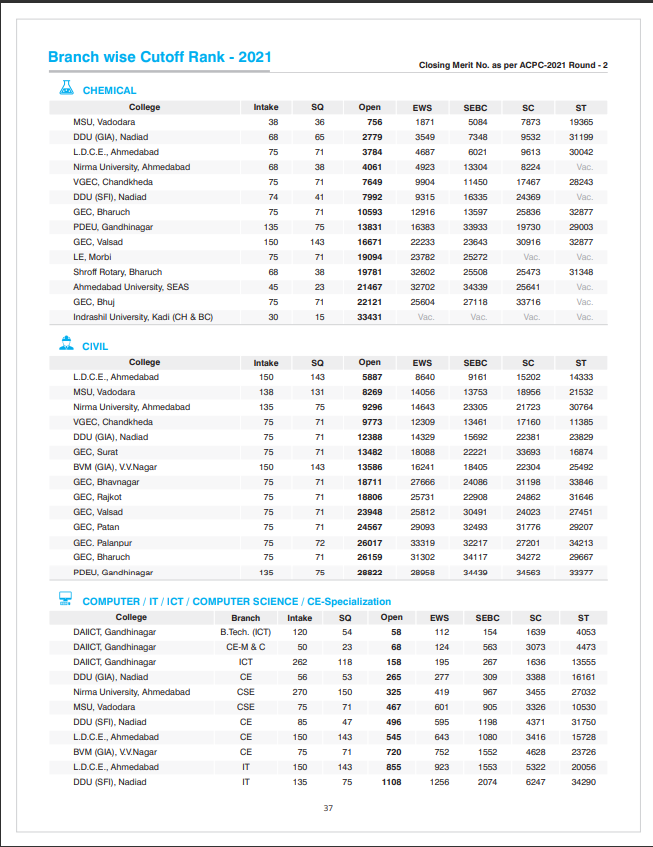 Branch wise Cutoff Rank - 2021
Closing Merit No. as per ACPC-2021 Round - 2
CHEMICAL
College Intake SQ Open EWS SEBC SC ST
MSU, Vadodara 38 36 756 1871 5084 7873 19365
DDU (GIA), Nadiad 68 65 2779 3549 7348 9532 31199
L.D.C.E., Ahmedabad 75 71 3784 4687 6021 9613 30042
Nirma University, Ahmedabad 68 38 4061 4923 13304 8224 Vac.
VGEC, Chandkheda 75 71 7649 9904 11450 17467 28243
DDU (SFI), Nadiad 74 41 7992 9315 16335 24369 Vac.
GEC, Bharuch 75 71 10593 12916 13597 25836 32877
PDEU, Gandhinagar 135 75 13831 16383 33933 19730 29003
GEC, Valsad 150 143 16671 22233 23643 30916 32877
LE, Morbi 75 71 19094 23782 25272 Vac. Vac.
Shroff Rotary, Bharuch 68 38 19781 32602 25508 25473 31348
Ahmedabad University, SEAS 45 23 21467 32702 34339 25641 Vac.
GEC, Bhuj 75 71 22121 25604 27118 33716 Vac.
Indrashil University, Kadi (CH & BC) 30 15 33431 Vac. Vac. Vac. Vac.
CIVIL
College Intake SQ Open EWS SEBC SC ST
L.D.C.E., Ahmedabad 150 143 5887 8640 9161 15202 14333
MSU, Vadodara 138 131 8269 14056 13753 18956 21532
Nirma University, Ahmedabad 135 75 9296 14643 23305 21723 30764
VGEC, Chandkheda 75 71 9773 12309 13461 17160 11385
DDU (GIA), Nadiad 75 71 12388 14329 15692 22381 23829
GEC, Surat 75 71 13482 18088 22221 33693 16874
BVM (GIA), V.V.Nagar 150 143 13586 16241 18405 22304 25492
GEC, Bhavnagar 75 71 18711 27666 24086 31198 33846
GEC, Rajkot 75 71 18806 25731 22908 24862 31646
GEC, Valsad 75 71 23948 25812 30491 24023 27451
GEC, Patan 75 71 24567 29093 32493 31776 29207
GEC, Palanpur 75 72 26017 33319 32217 27201 34213
GEC, Bharuch 75 71 26159 31302 34117 34272 29667
PDEU, Gandhinagar 135 75 28822 28958 34439 34563 33377
COMPUTER / IT / ICT / COMPUTER SCIENCE / CE-Specialization
College Branch Intake SQ Open EWS SEBC SC ST
DAIICT, Gandhinagar B.Tech. (ICT) 120 54 58 112 154 1639 4053
DAIICT, Gandhinagar CE-M & C 50 23 68 124 563 3073 4473
DAIICT, Gandhinagar ICT 262 118 158 195 267 1636 13555
DDU (GIA), Nadiad CE 56 53 265 277 309 3388 16161
Nirma University, Ahmedabad CSE 270 150 325 419 967 3455 27032
MSU, Vadodara CSE 75 71 467 601 905 3326 10530
DDU (SFI), Nadiad CE 85 47 496 595 1198 4371 31750
L.D.C.E., Ahmedabad CE 150 143 545 643 1080 3416 15728
BVM (GIA), V.V.Nagar CE 75 71 720 752 1552 4628 23726
L.D.C.E., Ahmedabad IT 150 143 855 923 1553 5322 20056
DDU (SFI), Nadiad IT 135 75 1108 1256 2074 6247 34290
37